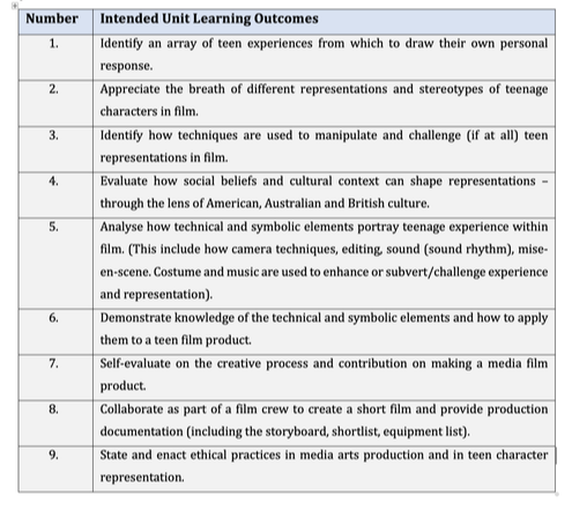 Number Intended Unit Learning Outcomes
1. Identify an array of teen experiences from which to draw their own personal
response.
2. Appreciate the breath of different representations and stereotypes of teenage
characters in film.
3. Identify how techniques are used to manipulate and challenge (if at all) teen
representations in film.
4. Evaluate how social beliefs and cultural context can shape representations –
through the lens of American, Australian and British culture.
5. Analyse how technical and symbolic elements portray teenage experience within
film. (This include how camera techniques, editing, sound (sound rhythm), mise-
en-scene. Costume and music are used to enhance or subvert/challenge experience
and representation).
6. Demonstrate knowledge of the technical and symbolic elements and how to apply
them to a teen film product.
7. Self-evaluate on the creative process and contribution on making a media film
product.
8. Collaborate as part of a film crew to create a short film and provide production
documentation (including the storyboard, shortlist, equipment list).
9. State and enact ethical practices in media arts production and in teen character
representation.